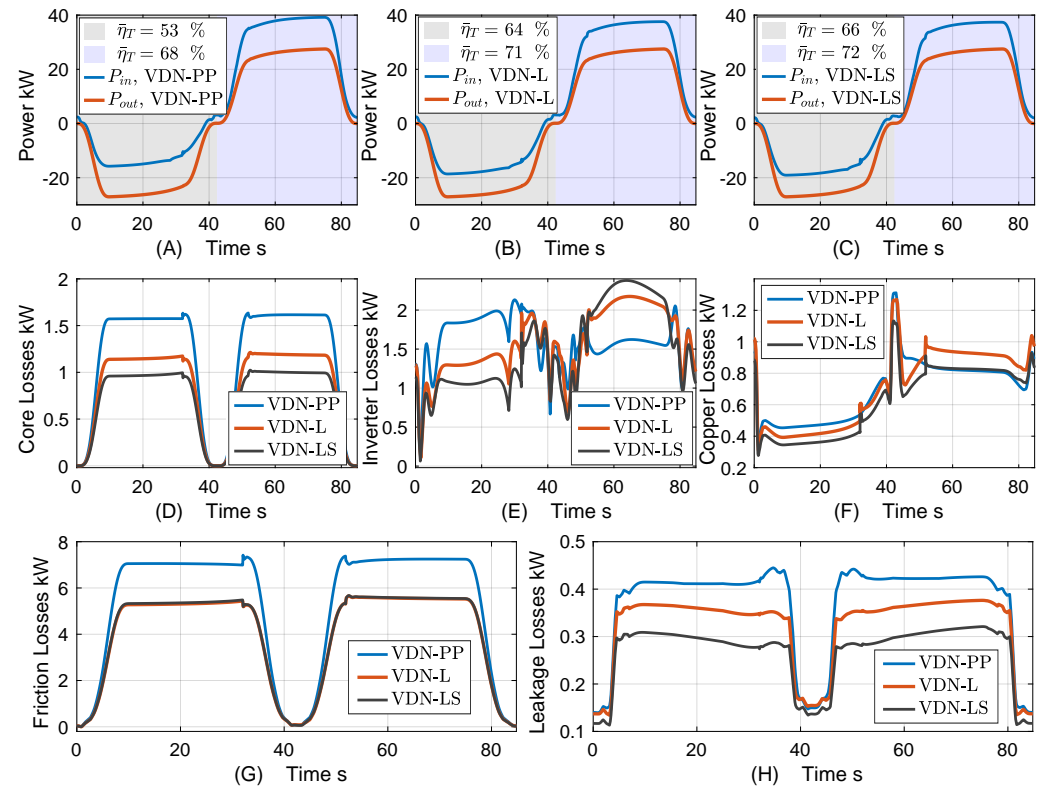 Power kW
40
20
0
-20
0
20
40
60
80
η̄_T = 53 %
η̄_T = 68 %
P_in, VDN-PP
P_out, VDN-PP
(A)
Time s
Power kW
40
20
0
-20
0
20
40
60
80
η̄_T = 64 %
η̄_T = 71 %
P_in, VDN-L
P_out, VDN-L
(B)
Time s
Power kW
40
20
0
-20
0
20
40
60
80
η̄_T = 66 %
η̄_T = 72 %
P_in, VDN-LS
P_out, VDN-LS
(C)
Time s
Core Losses kW
2
1.5
1
0.5
0
0
20
40
60
80
VDN-PP
VDN-L
VDN-LS
(D)
Time s
Inverter Losses kW
2
1.5
1
0.5
0
0
20
40
60
80
VDN-PP
VDN-L
VDN-LS
(E)
Time s
Copper Losses kW
1.2
1
0.8
0.6
0.4
0.2
0
20
40
60
80
VDN-PP
VDN-L
VDN-LS
(F)
Time s
Friction Losses kW
8
6
4
2
0
0
20
40
60
80
VDN-PP
VDN-L
VDN-LS
(G)
Time s
Leakage Losses kW
0.5
0.4
0.3
0.2
0.1
0
20
40
60
80
VDN-PP
VDN-L
VDN-LS
(H)
Time s